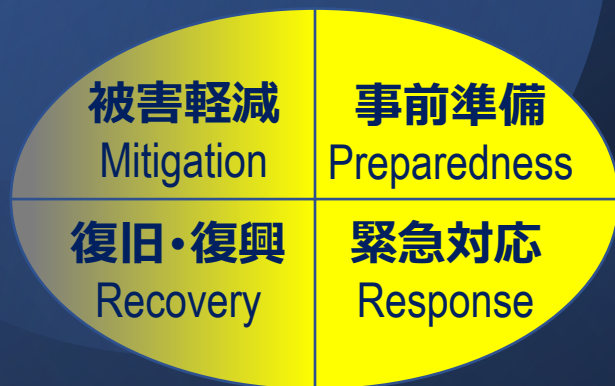 被害軽減
Mitigation
事前準備
Preparedness
復旧・復興
Recovery
緊急対応
Response